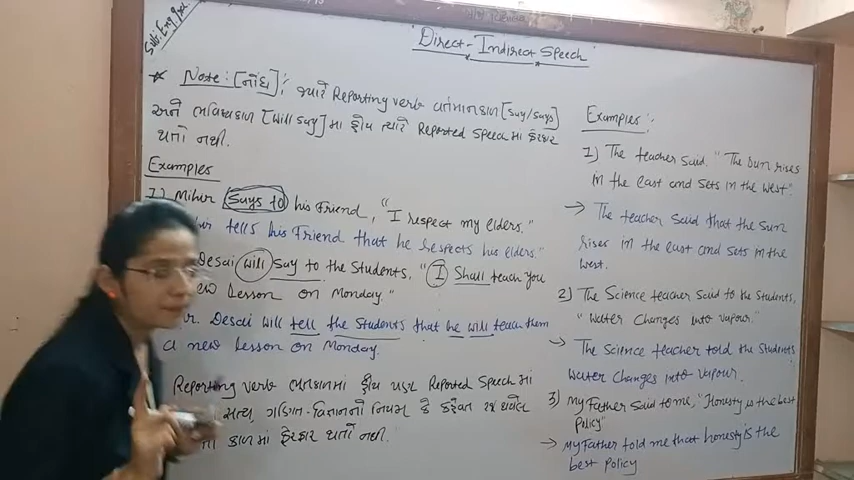 Sub: Eng.
Direct-Indirect Speech
Note: [નોંધ]: જ્યારે Reporting verb વર્તમાનકાળ [say/says]
અને ભવિષ્યકાળ [will say] માં હોય ત્યારે Reported Speech માં ફેરફાર
થતો નથી.
Examples
1) Mihir says to his friend, "I respect my elders."
tells his friend that he respects his elders."
Desai will say to the students, "I shall teach you
new Lesson on Monday."
Desai will tell the students that he will teach them
a new Lesson on Monday.
Reporting verb ભૂતકાળમાં હોય પરંતુ Reported Speech માં
સત્ય, ગણિત-વિજ્ઞાનનો નિયમ કે કહેવત
કાળમાં ફેરફાર થતો નથી."
Examples:
1) The teacher said. "The Sun rises
in the east and sets in the west".
→ The teacher said that the sun
rises in the east and sets in the
west.
2) The Science teacher said to the students,
"water changes into vapour."
→ The Science teacher told the students
water changes into vapour.
3) my Father said to me, "Honesty is the best
policy"
→ my Father told me that honesty is the
best policy